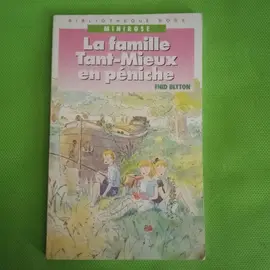 BIBLIOTHEQUE ROSE
MINIROSE
La famille
Tant-Mieux
en péniche
ENID BLYTON